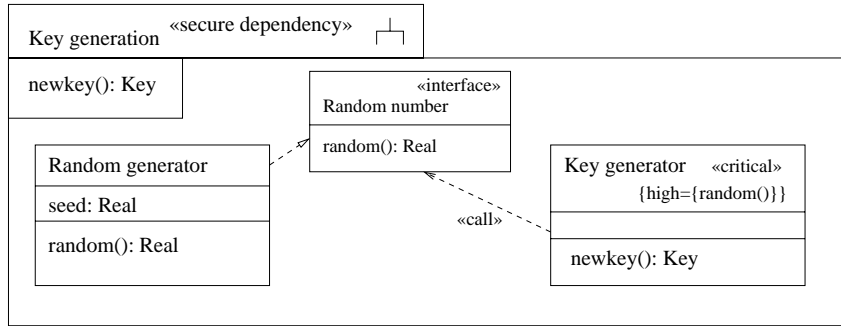 Key generation «secure dependency»
newkey(): Key
«interface»
Random number
random(): Real
Random generator
seed: Real
random(): Real
«call»
Key generator «critical»
{high={random()}}
newkey(): Key